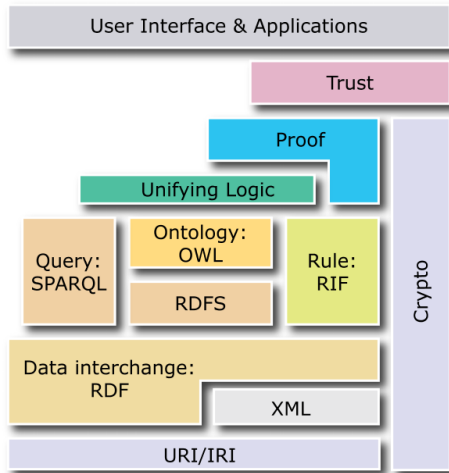 User Interface & Applications
Trust
Proof
Unifying Logic
Query:
SPARQL
Ontology:
OWL
RDFS
Rule:
RIF
Crypto
Data interchange:
RDF
XML
URI/IRI